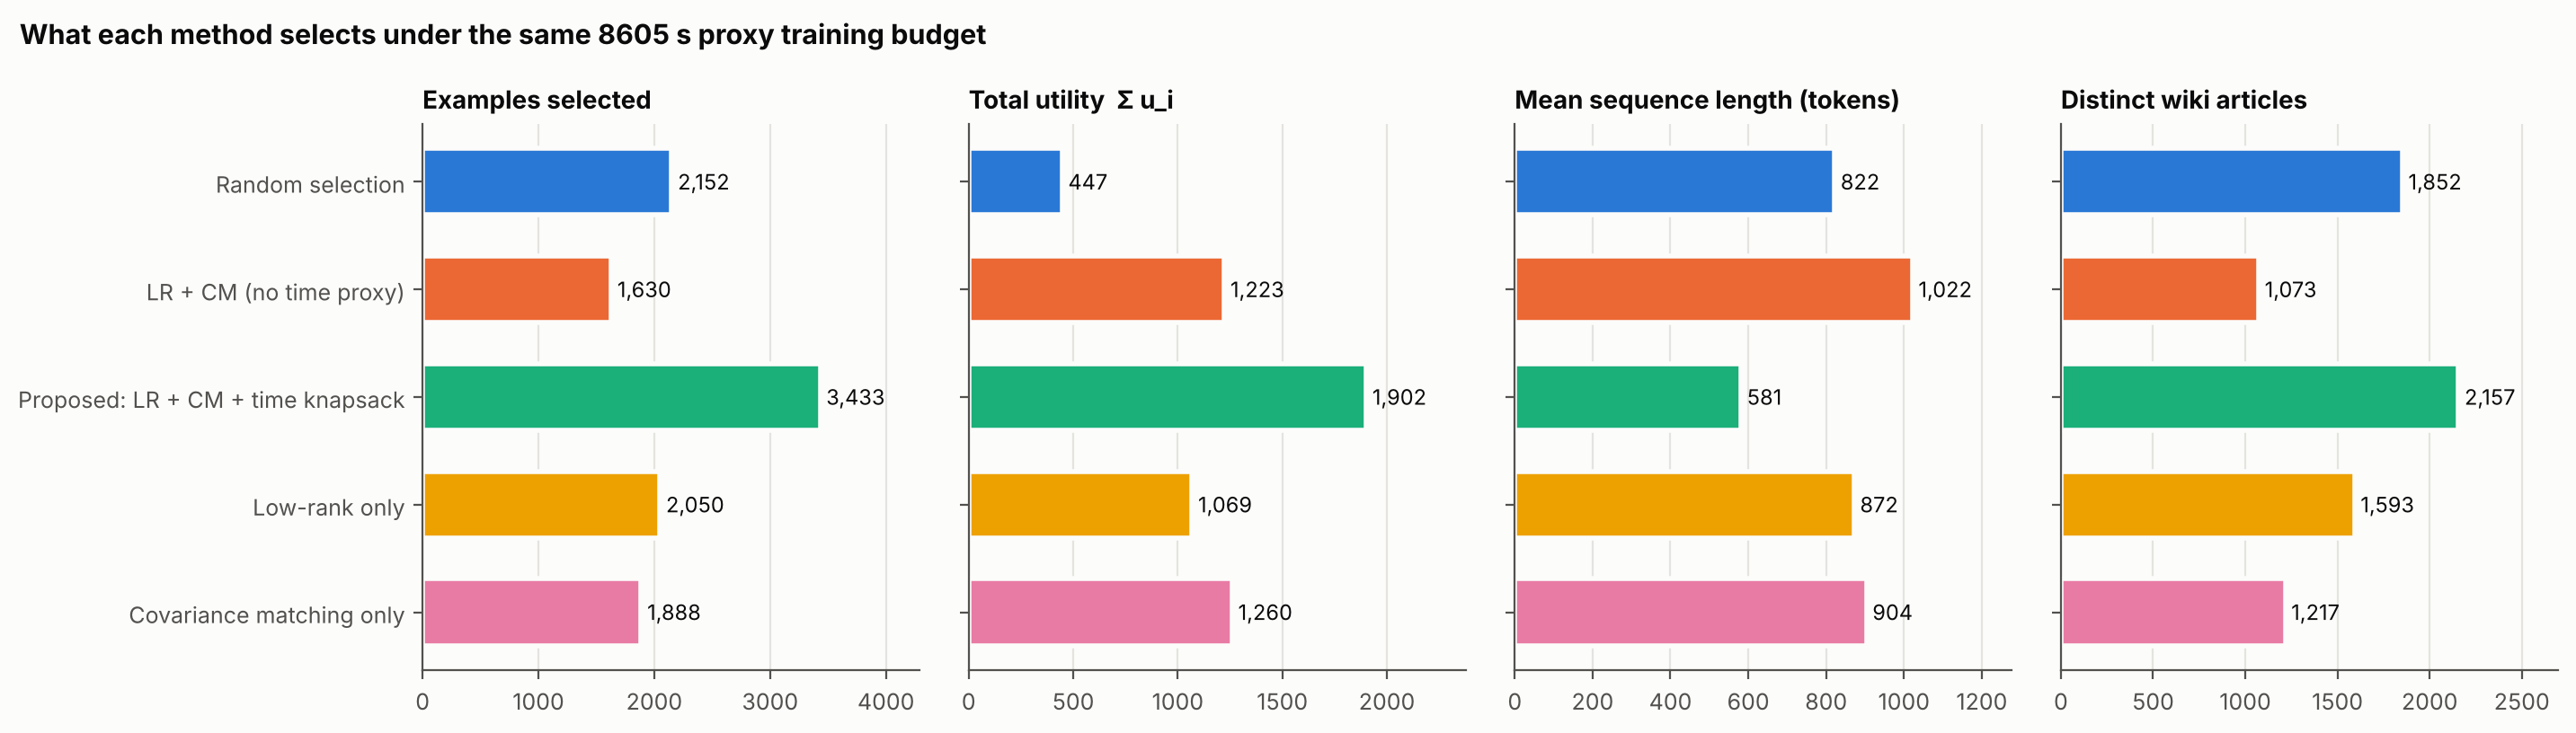 What each method selects under the same 8605 s proxy training budget
Examples selected
Random selection
2,152
LR + CM (no time proxy)
1,630
Proposed: LR + CM + time knapsack
3,433
Low-rank only
2,050
Covariance matching only
1,888
0 1000 2000 3000 4000
Total utility Σ u_i
447
1,223
1,902
1,069
1,260
0 500 1000 1500 2000
Mean sequence length (tokens)
822
1,022
581
872
904
0 200 400 600 800 1000 1200
Distinct wiki articles
1,852
1,073
2,157
1,593
1,217
0 500 1000 1500 2000 2500